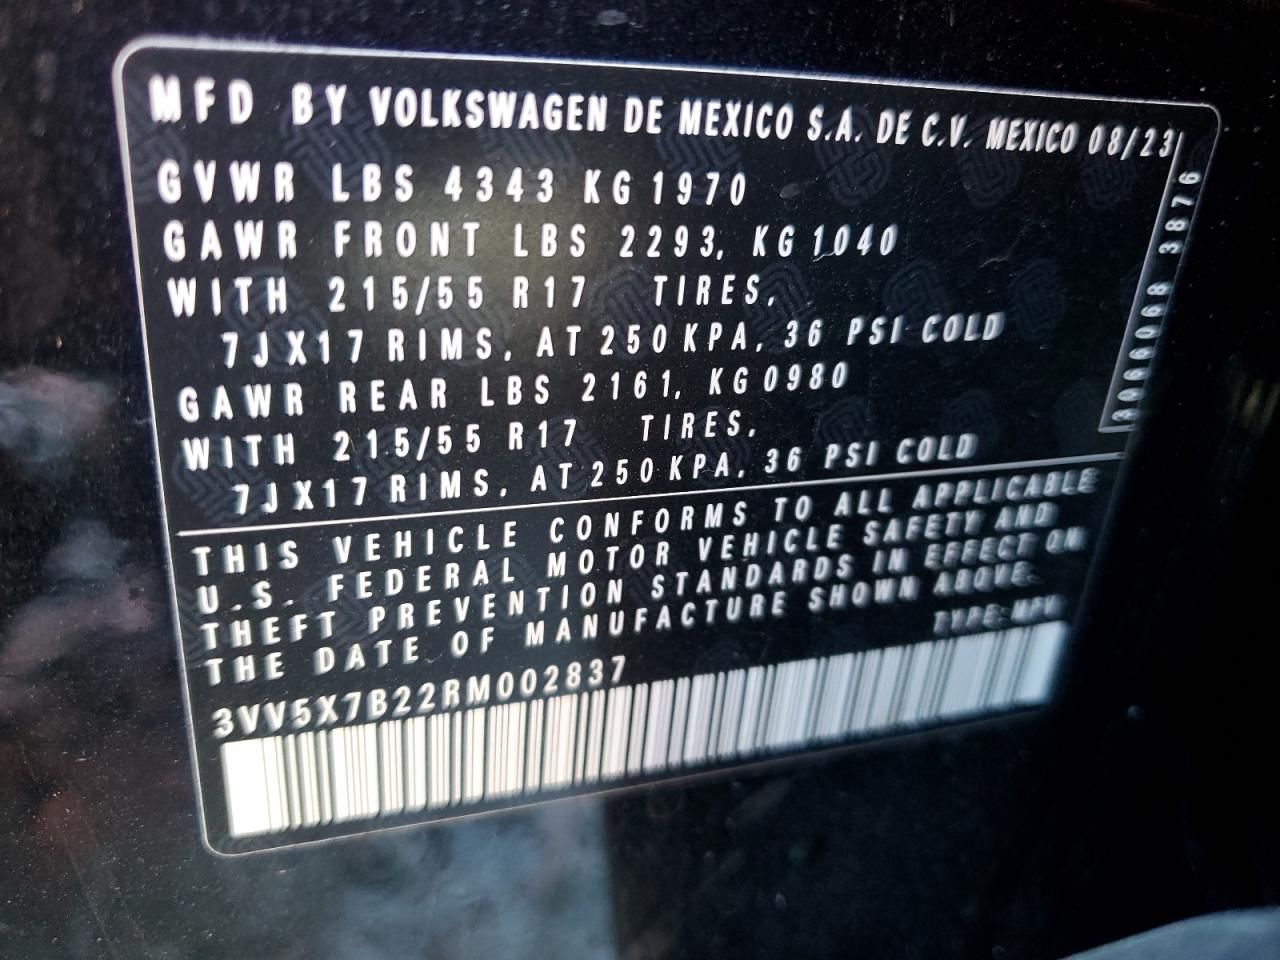 MFD BY VOLKSWAGEN DE MEXICO S.A. DE C.V. MEXICO 08/23
GVWR LBS 4343 KG 1970
GAWR FRONT LBS 2293, KG 1040
WITH 215/55 R17 TIRES,
7JX17 RIMS, AT 250 KPA, 36 PSI COLD
GAWR REAR LBS 2161, KG 0980
WITH 215/55 R17 TIRES,
7JX17 RIMS, AT 250 KPA, 36 PSI COLD
3066068 3876
THIS VEHICLE CONFORMS TO ALL APPLICABLE
U.S. FEDERAL MOTOR VEHICLE SAFETY AND
THEFT PREVENTION STANDARDS IN EFFECT ON
THE DATE OF MANUFACTURE SHOWN ABOVE.
TYPE: MPV
3VV5X7B22RM002837